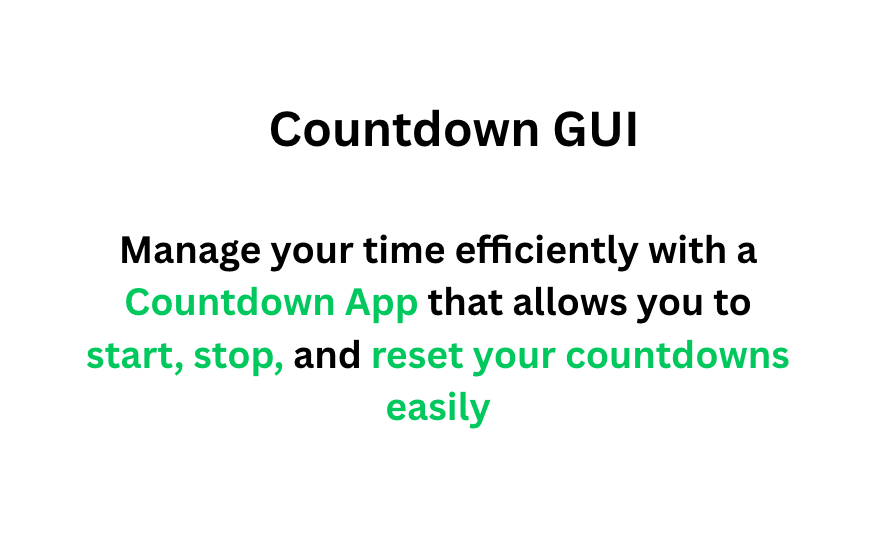 Countdown GUI
Manage your time efficiently with a
Countdown App that allows you to
start, stop, and reset your countdowns
easily